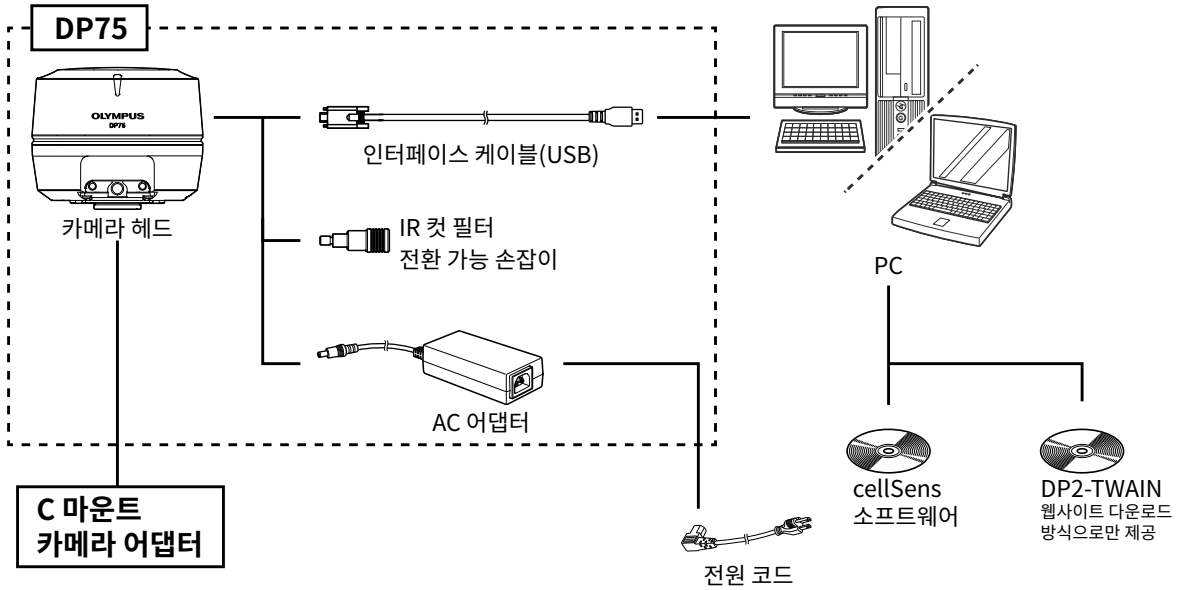 DP75
OLYMPUS
DP75
인터페이스 케이블(USB)
카메라 헤드
IR 컷 필터
전환 가능 손잡이
PC
AC 어댑터
C 마운트
카메라 어댑터
cellSens
소프트웨어
DP2-TWAIN
웹사이트 다운로드
방식으로만 제공
전원 코드